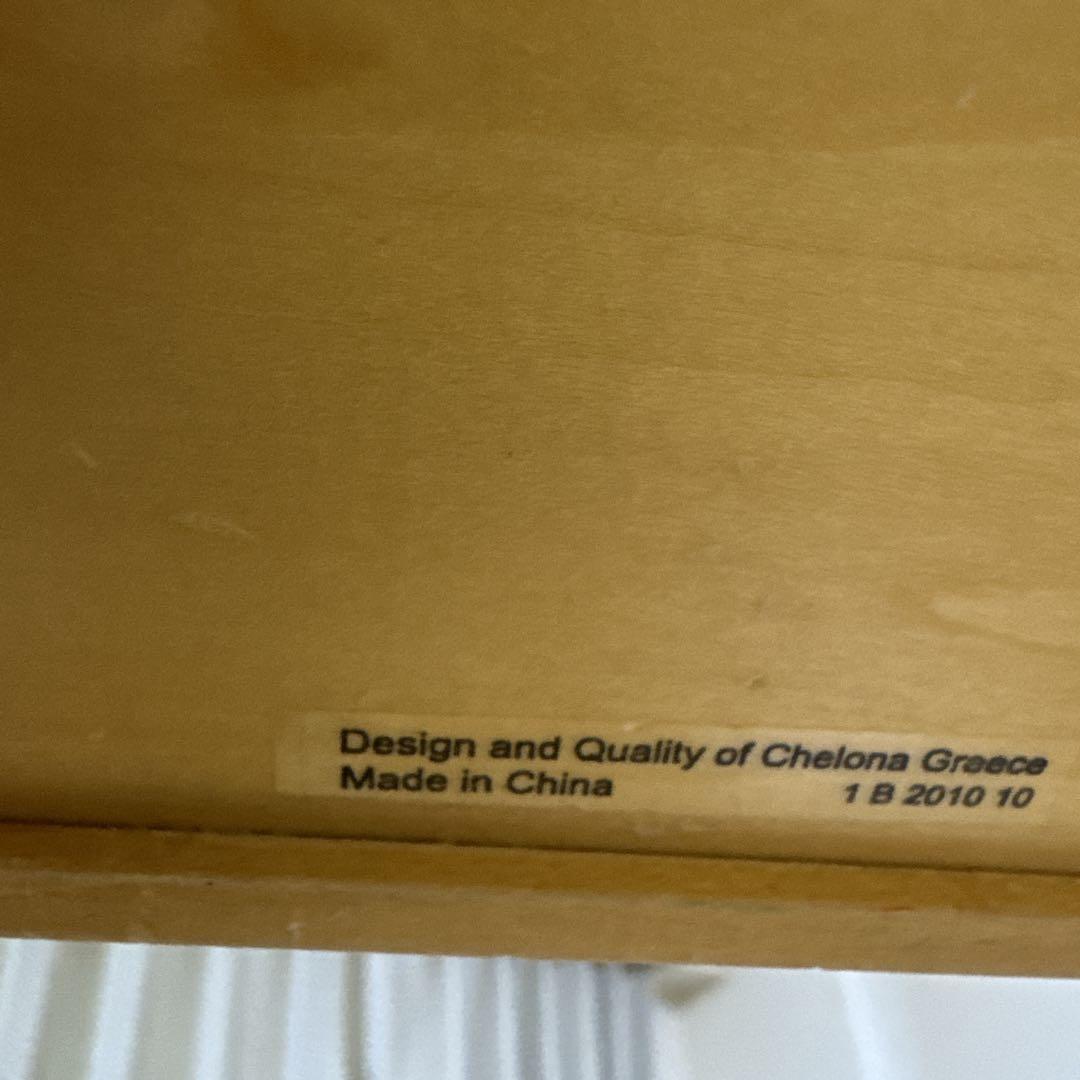 Design and Quality of Chelona Graece
Made in China
1 B 2010 10